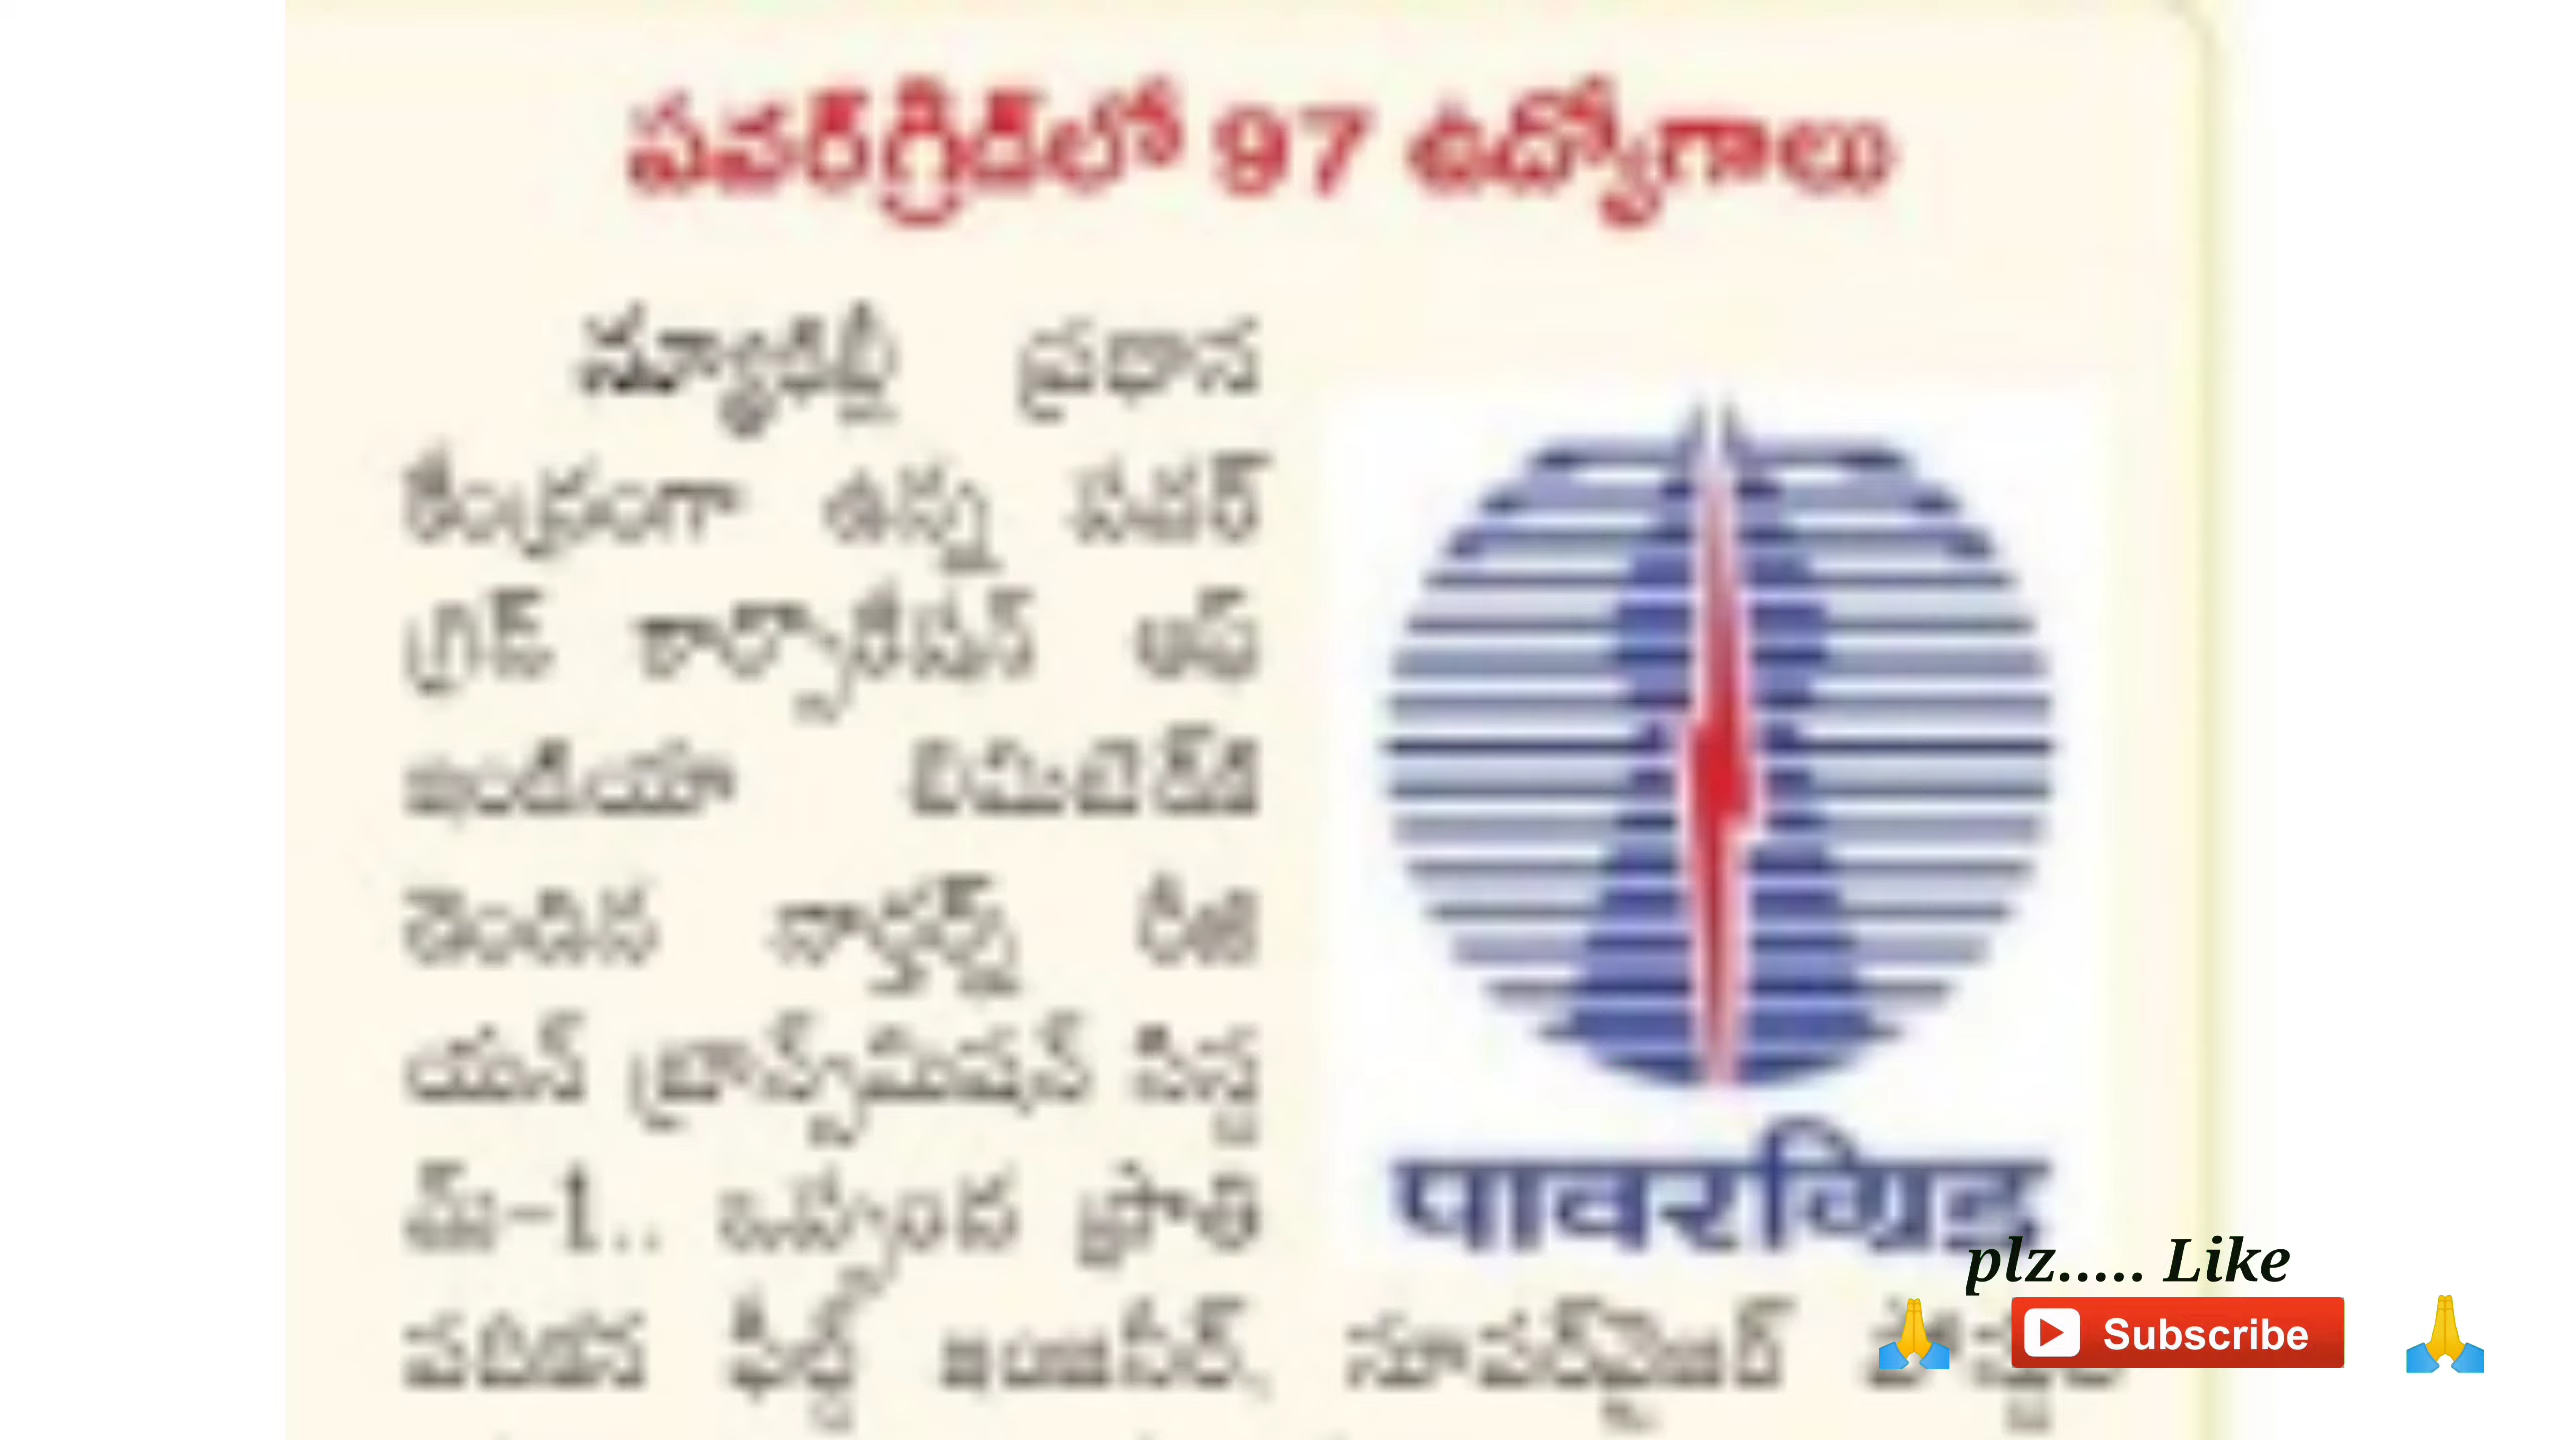 పవర్‌గ్రిడ్‌లో 97 ఉద్యోగాలు
న్యూఢిల్లీ ప్రధాన
కేంద్రంగా ఉన్న పవర్
గ్రిడ్ కార్పొరేషన్ ఆఫ్
ఇండియా లిమిటెడ్‌కి
చెందిన నార్తర్న్ రీజి
యన్ ట్రాన్స్‌మిషన్ సిస్ట
మ్-1.. ఒప్పంద ప్రాతి
పదికన ఫీల్డ్ ఇంజినీర్, సూపర్‌వైజర్
पावरग्रिड
plz..... Like
Subscribe